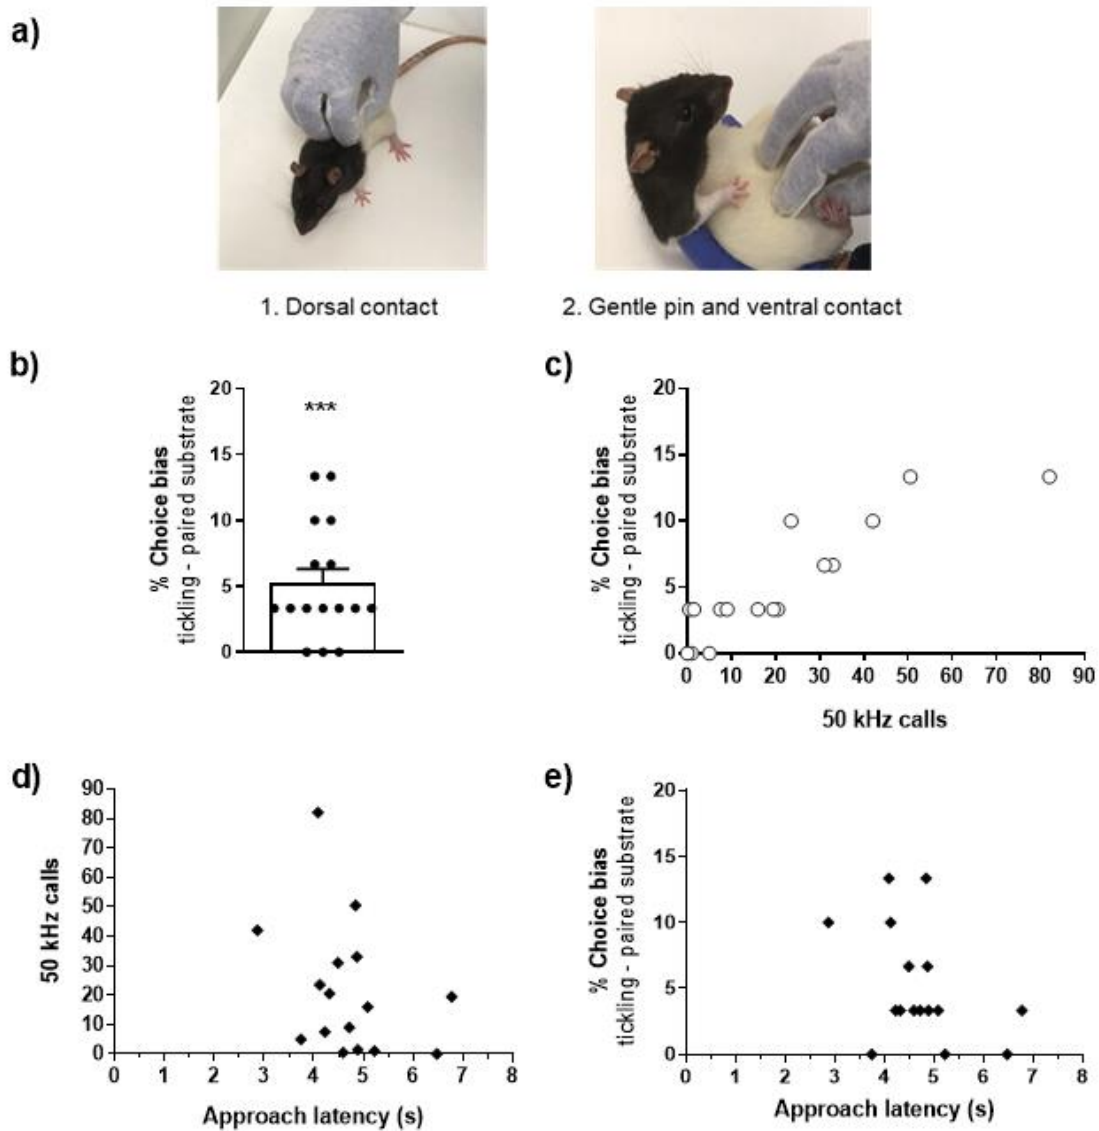 a)
1. Dorsal contact
2. Gentle pin and ventral contact
b)
% Choice bias
tickling - paired substrate
20
15
10
5
0
***
c)
% Choice bias
tickling - paired substrate
20
15
10
5
0
0 10 20 30 40 50 60 70 80 90
50 kHz calls
d)
50 kHz calls
90
80
70
60
50
40
30
20
10
0
0 1 2 3 4 5 6 7 8
Approach latency (s)
e)
% Choice bias
tickling - paired substrate
20
15
10
5
0
0 1 2 3 4 5 6 7 8
Approach latency (s)